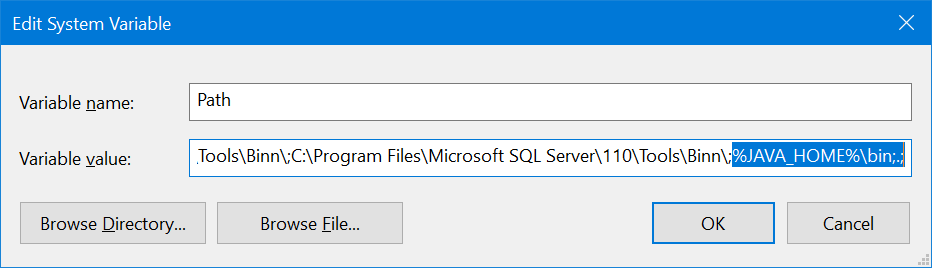 Edit System Variable
Variable name:
Path
Variable value:
Tools\Binn\;C:\Program Files\Microsoft SQL Server\110\Tools\Binn\;%JAVA_HOME%\bin;.;
Browse Directory...
Browse File...
OK
Cancel